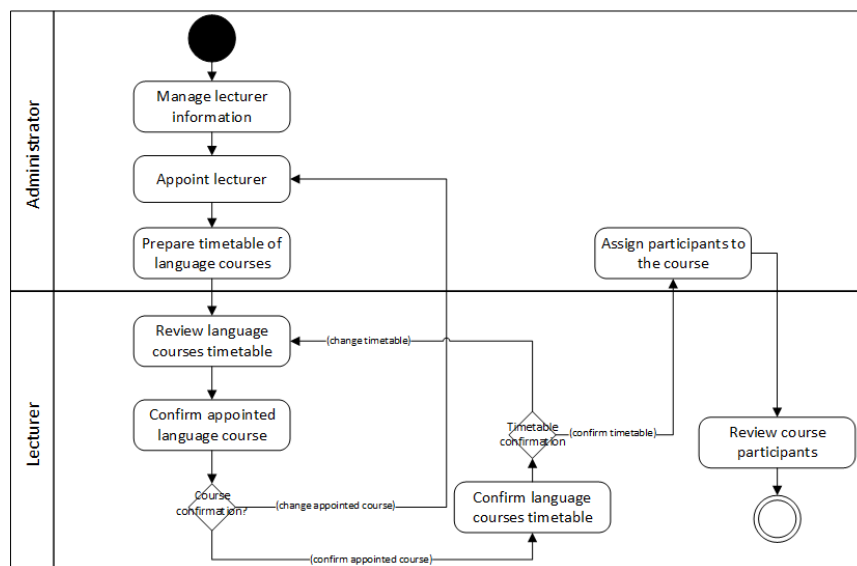 Administrator
Manage lecturer
information
Appoint lecturer
Prepare timetable of
language courses
Assign participants to
the course
Lecturer
Review language
courses timetable
(change timetable)
Confirm appointed
language course
Timetable
confirmation
(confirm timetable)
Review course
participants
Course
confirmation?
(change appointed course)
Confirm language
courses timetable
(confirm appointed course)